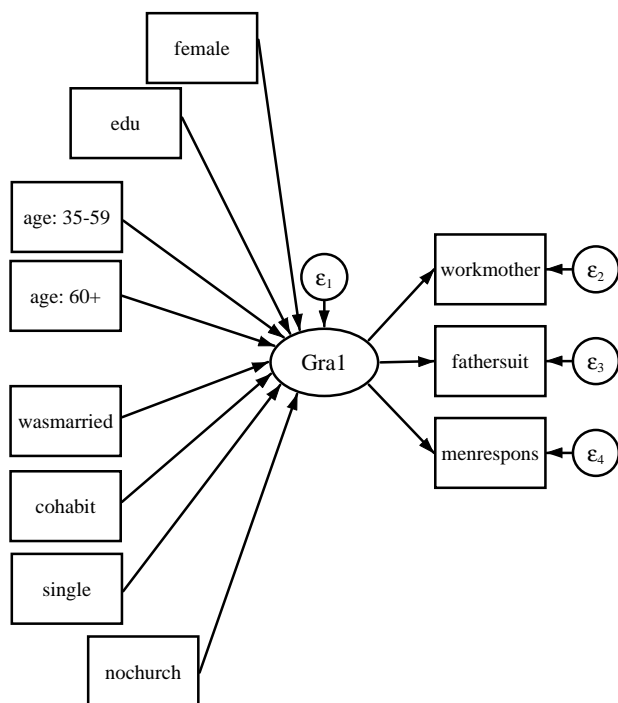 female
edu
age: 35-59
age: 60+
wasmarried
cohabit
single
nochurch
ε1
Gra1
workmother
ε2
fathersuit
ε3
menrespons
ε4